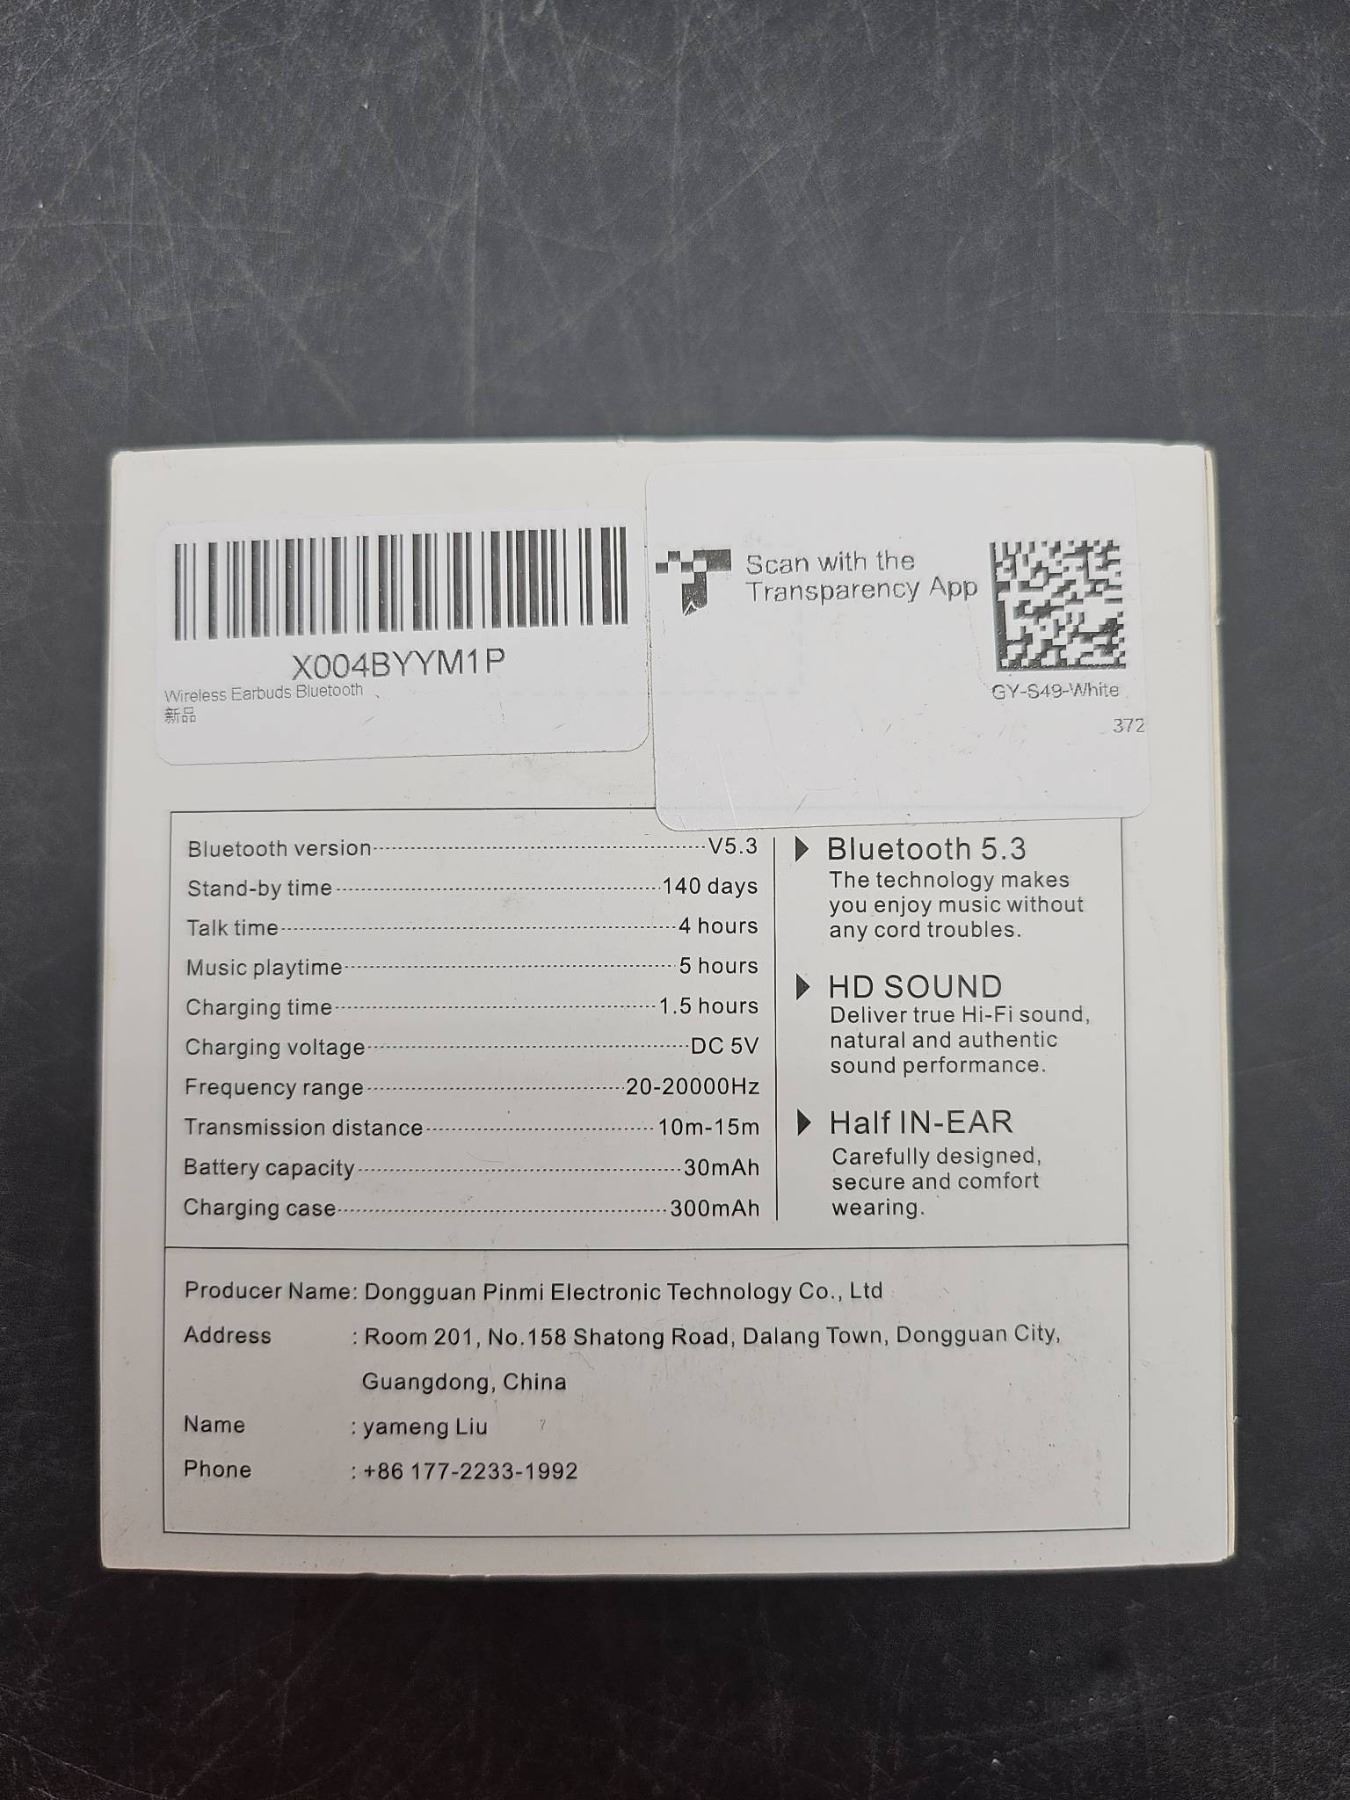 X004BYYM1P
Wireless Earbuds Bluetooth 、
新品
Scan with the
Transparency App
GY-S49-White
372
Bluetooth version V5.3
Stand-by time 140 days
Talk time 4 hours
Music playtime 5 hours
Charging time 1.5 hours
Charging voltage DC 5V
Frequency range 20-20000Hz
Transmission distance 10m-15m
Battery capacity 30mAh
Charging case 300mAh
Bluetooth 5.3
The technology makes
you enjoy music without
any cord troubles.
HD SOUND
Deliver true Hi-Fi sound,
natural and authentic
sound performance.
Half IN-EAR
Carefully designed,
secure and comfort
wearing.
Producer Name: Dongguan Pinmi Electronic Technology Co., Ltd
Address : Room 201, No.158 Shatong Road, Dalang Town, Dongguan City,
Guangdong, China
Name : yameng Liu
Phone : +86 177-2233-1992